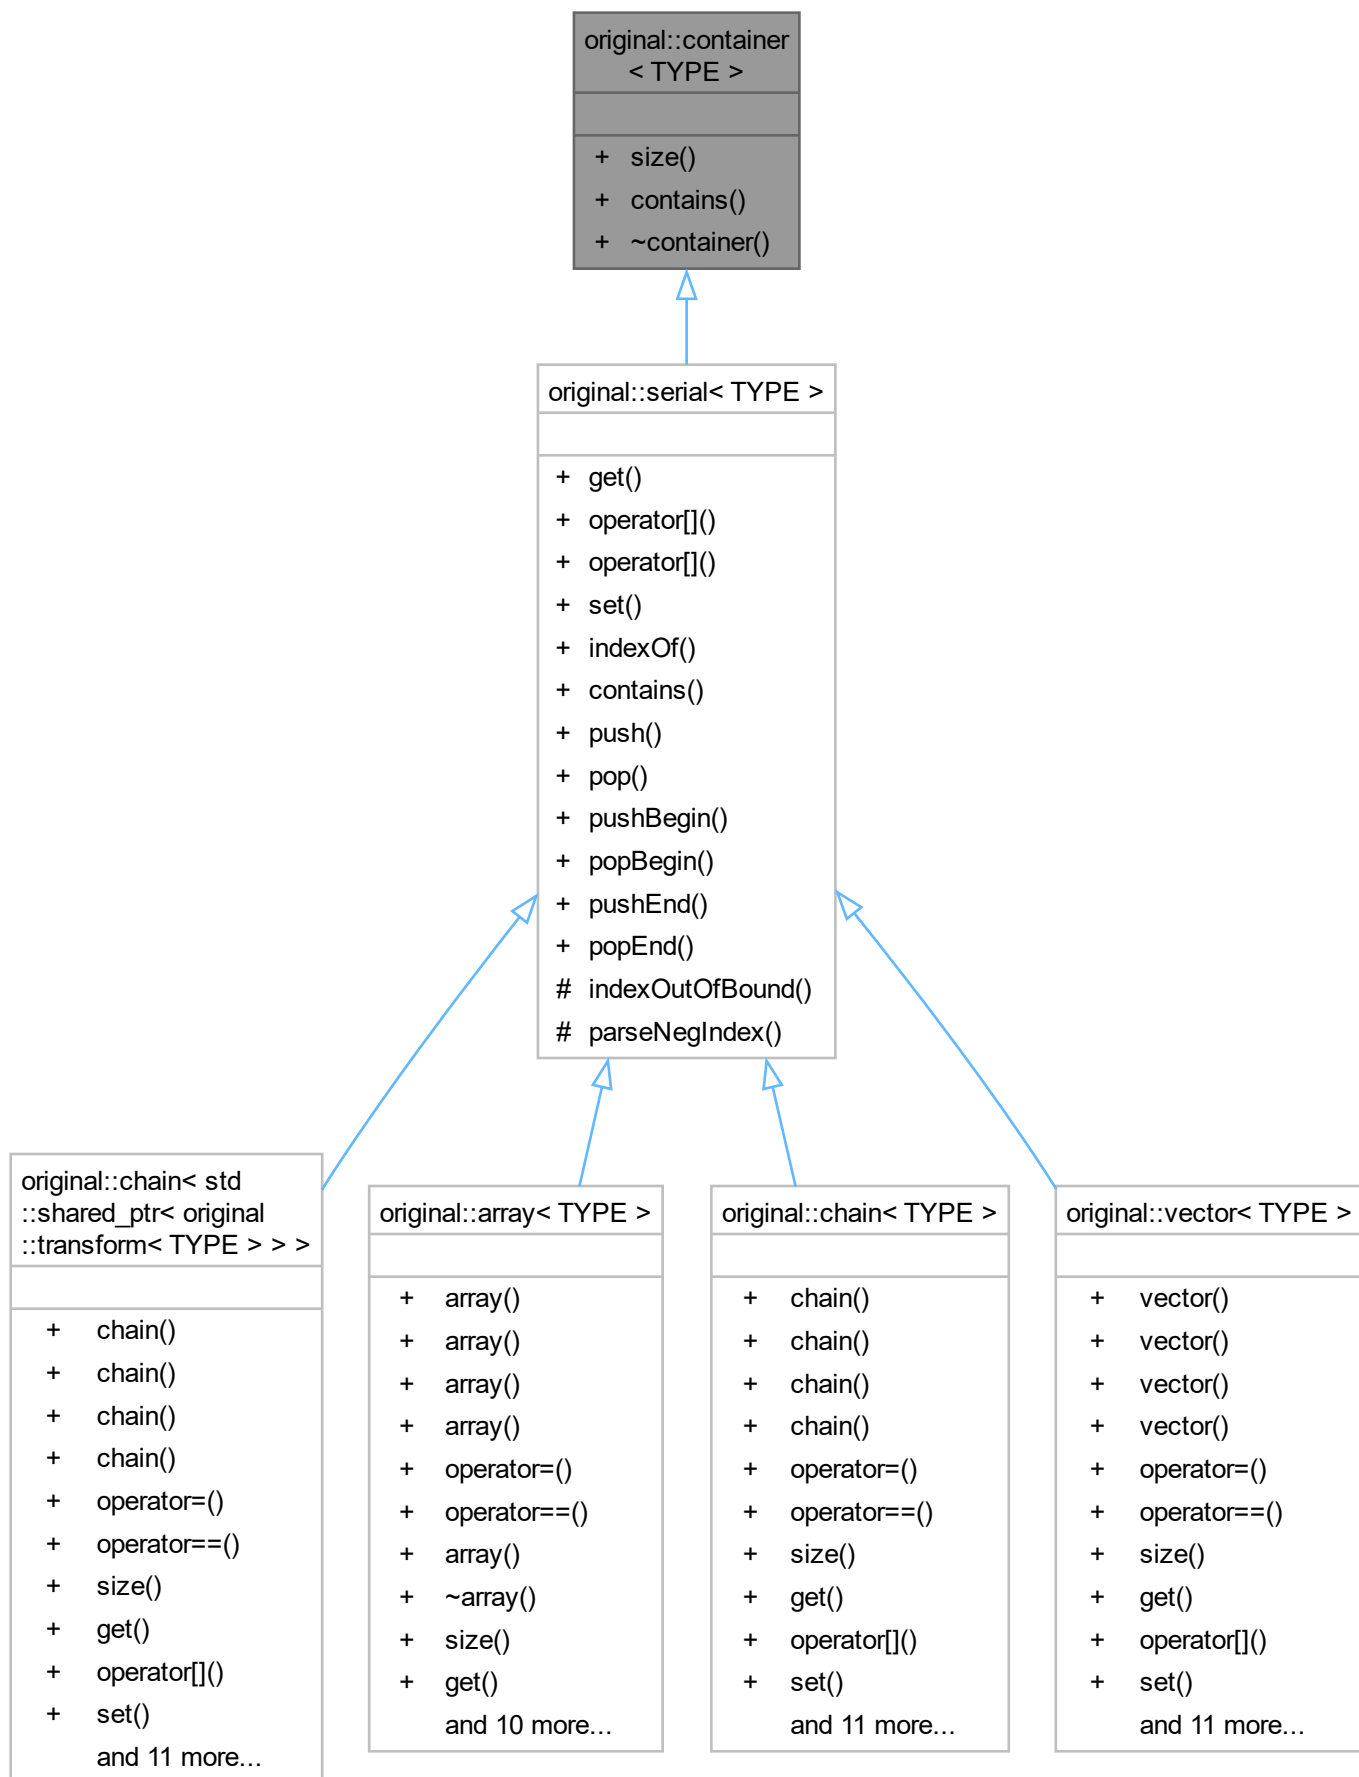 original::container
< TYPE >
+ size()
+ contains()
+ ~container()
original::serial< TYPE >
+ get()
+ operator[]()
+ operator[]()
+ set()
+ indexOf()
+ contains()
+ push()
+ pop()
+ pushBegin()
+ popBegin()
+ pushEnd()
+ popEnd()
# indexOutOfBound()
# parseNegIndex()
original::chain< std
::shared_ptr< original
::transform< TYPE > > >
+ chain()
+ chain()
+ chain()
+ chain()
+ operator=()
+ operator==()
+ size()
+ get()
+ operator[]()
+ set()
and 11 more...
original::array< TYPE >
+ array()
+ array()
+ array()
+ array()
+ operator=()
+ operator==()
+ array()
+ ~array()
+ size()
+ get()
and 10 more...
original::chain< TYPE >
+ chain()
+ chain()
+ chain()
+ chain()
+ operator=()
+ operator==()
+ size()
+ get()
+ operator[]()
+ set()
and 11 more...
original::vector< TYPE >
+ vector()
+ vector()
+ vector()
+ vector()
+ operator=()
+ operator==()
+ size()
+ get()
+ operator[]()
+ set()
and 11 more...